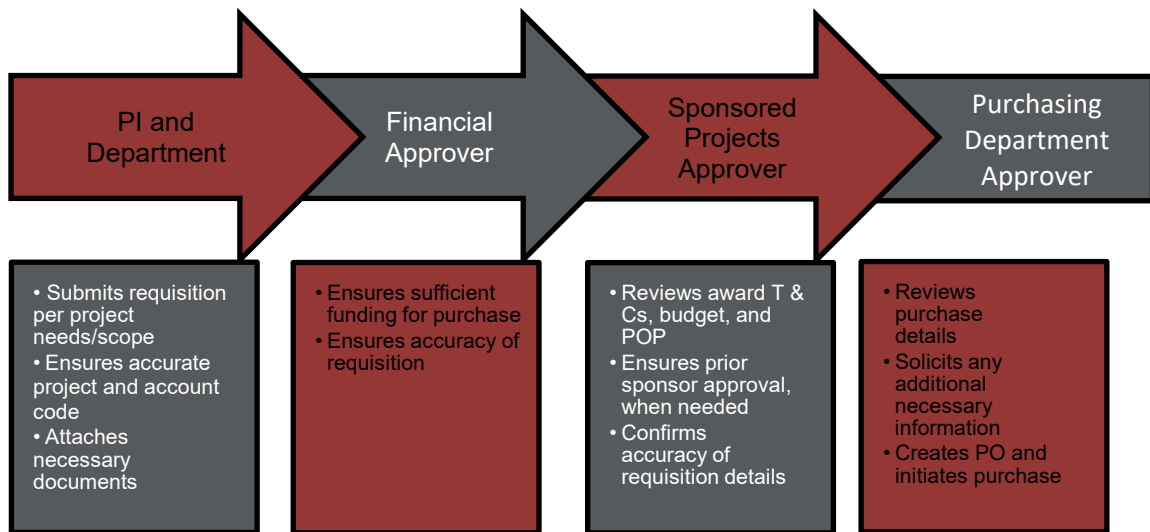 PI and
Department
Financial
Approver
Sponsored
Projects
Approver
Purchasing
Department
Approver
• Submits requisition
per project
needs/scope
• Ensures accurate
project and account
code
• Attaches
necessary
documents
• Ensures sufficient
funding for purchase
• Ensures accuracy of
requisition
• Reviews award T &
Cs, budget, and
POP
• Ensures prior
sponsor approval,
when needed
• Confirms
accuracy of
requisition details
• Reviews
purchase
details
• Solicits any
additional
necessary
information
• Creates PO and
initiates purchase